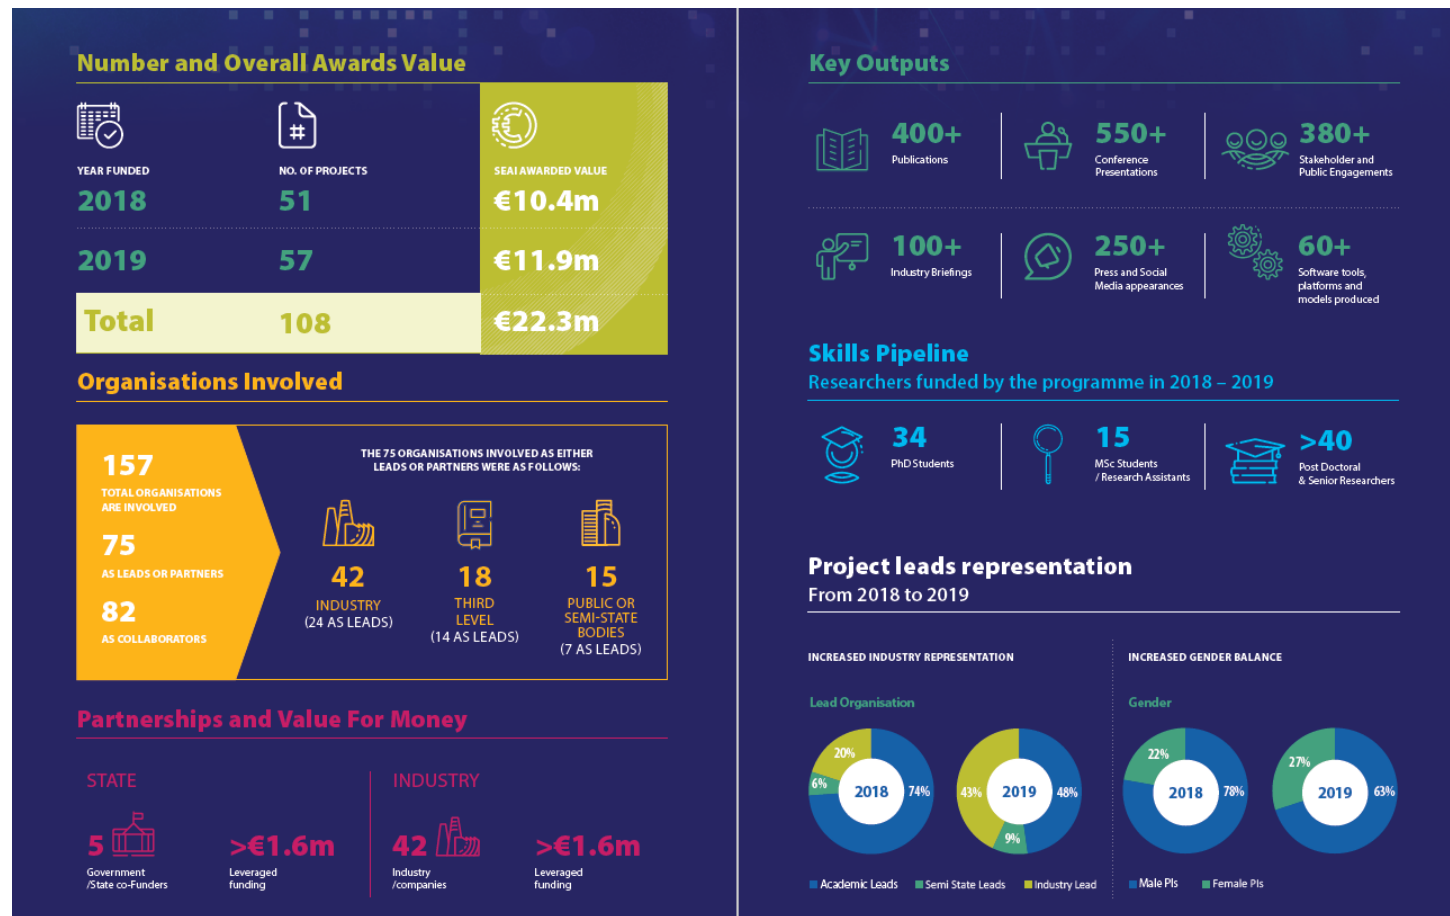 Number and Overall Awards Value
YEAR FUNDED
NO. OF PROJECTS
SEAI AWARDED VALUE
2018
51
€10.4m
2019
57
€11.9m
Total
108
€22.3m
Organisations Involved
157
TOTAL ORGANISATIONS
ARE INVOLVED
75
AS LEADS OR PARTNERS
82
AS COLLABORATORS
THE 75 ORGANISATIONS INVOLVED AS EITHER
LEADS OR PARTNERS WERE AS FOLLOWS:
42
INDUSTRY
(24 AS LEADS)
18
THIRD
LEVEL
(14 AS LEADS)
15
PUBLIC OR
SEMI-STATE
BODIES
(7 AS LEADS)
Partnerships and Value For Money
STATE
5
Government
/State co-Funders
>€1.6m
Leveraged
funding
INDUSTRY
42
Industry
/companies
>€1.6m
Leveraged
funding
Key Outputs
400+
Publications
550+
Conference
Presentations
380+
Stakeholder and
Public Engagements
100+
Industry Briefings
250+
Press and Social
Media appearances
60+
Software tools,
platforms and
models produced
Skills Pipeline
Researchers funded by the programme in 2018 – 2019
34
PhD Students
15
MSc Students
/ Research Assistants
>40
Post Doctoral
& Senior Researchers
Project leads representation
From 2018 to 2019
INCREASED INDUSTRY REPRESENTATION
Lead Organisation
20%
6%
2018
74%
43%
2019
48%
9%
Academic Leads
Semi State Leads
Industry Lead
INCREASED GENDER BALANCE
Gender
22%
2018
78%
27%
2019
63%
Male PIs
Female PIs